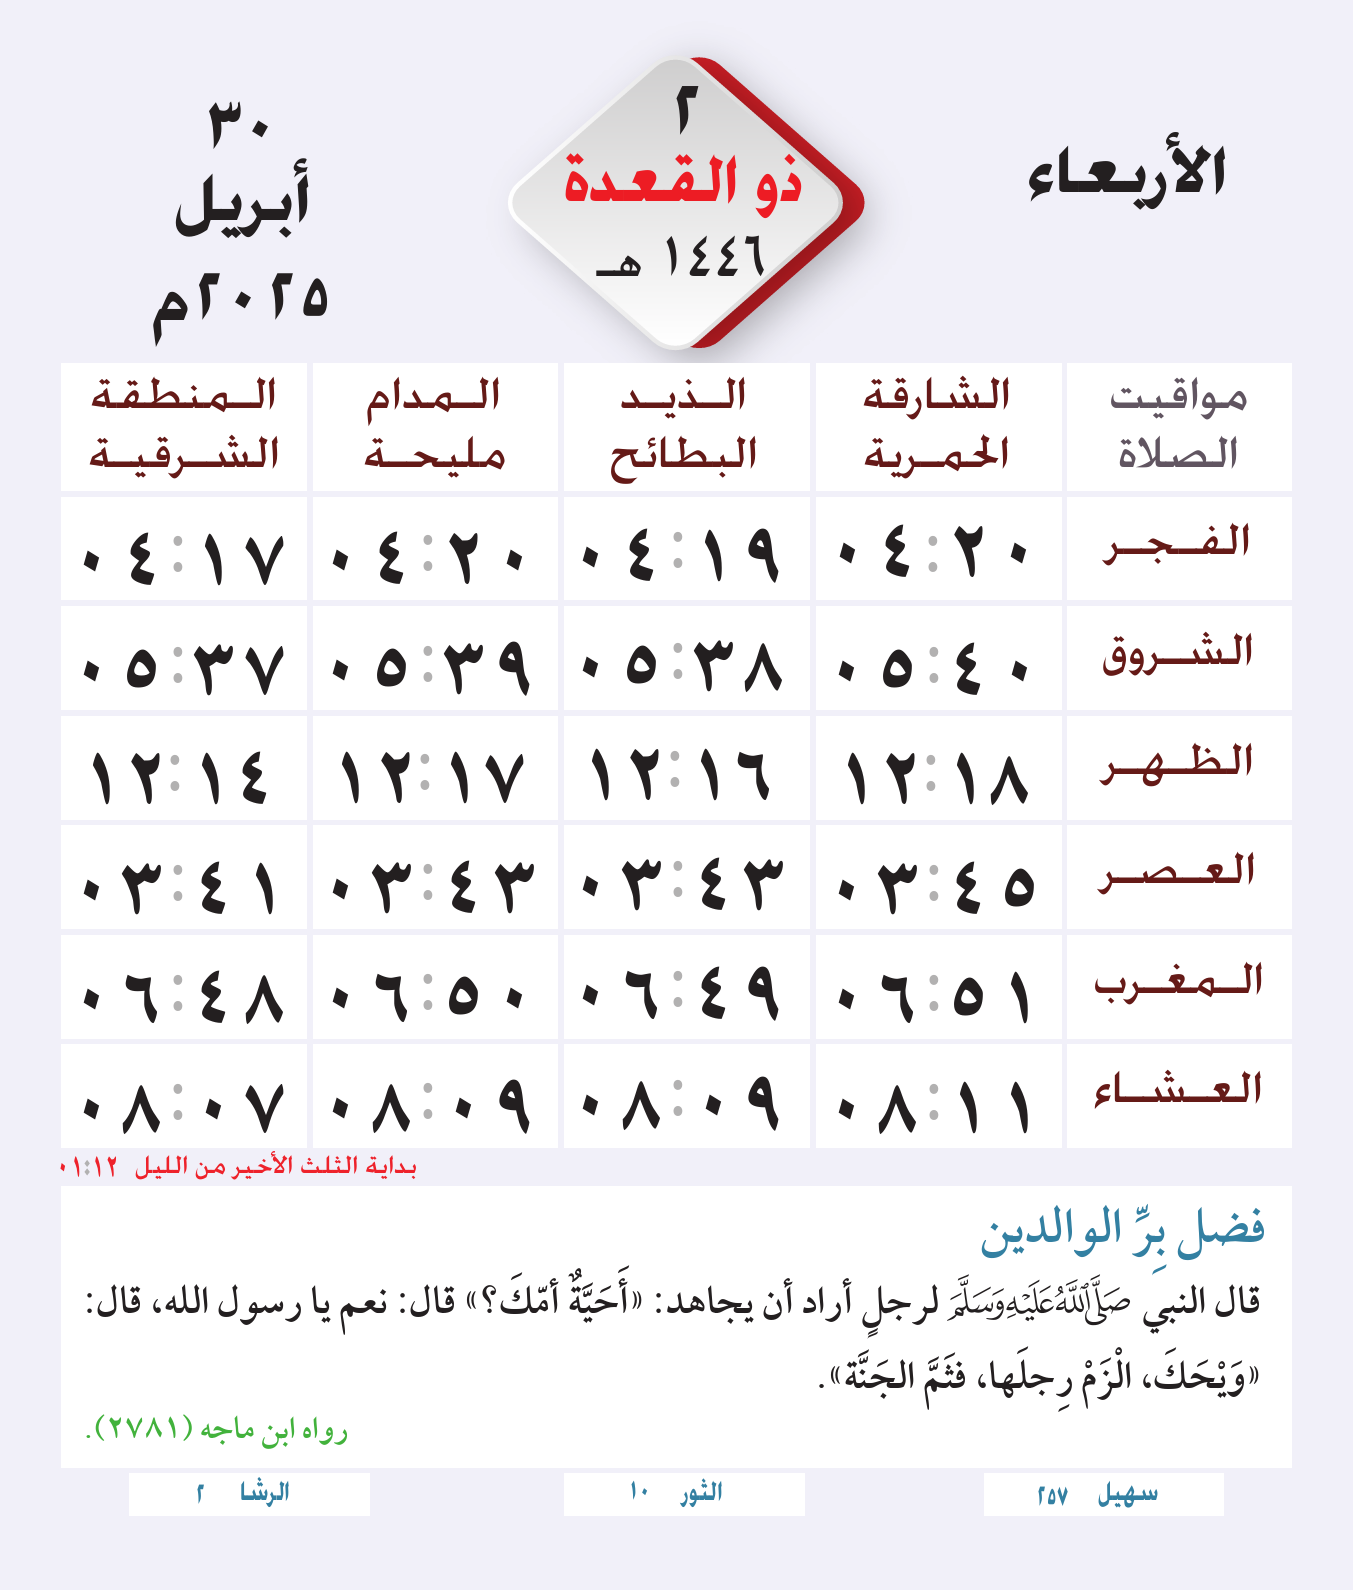 الأربعاء
٢
ذو القعدة
١٤٤٦ هـ
٣٠
أبريل
٢٠٢٥م
مواقيت الصلاة
الشارقة الحمرية
الذيد البطائح
المدام مليحة
المنطقة الشرقية
الفجر ٠٤:٢٠ ٠٤:١٩ ٠٤:٢٠ ٠٤:١٧
الشروق ٠٥:٤٠ ٠٥:٣٨ ٠٥:٣٩ ٠٥:٣٧
الظهر ١٢:١٨ ١٢:١٦ ١٢:١٧ ١٢:١٤
العصر ٠٣:٤٥ ٠٣:٤٣ ٠٣:٤٣ ٠٣:٤١
المغرب ٠٦:٥١ ٠٦:٤٩ ٠٦:٥٠ ٠٦:٤٨
العشاء ٠٨:١١ ٠٨:٠٩ ٠٨:٠٩ ٠٨:٠٧
بداية الثلث الأخير من الليل ٠١:١٢
فضل بِرِّ الوالدين
قال النبي صَلَّى اللَّهُ عَلَيْهِ وَسَلَّمَ لرجلٍ أراد أن يجاهد: «أَحَيَّةٌ أمّكَ؟» قال: نعم يا رسول الله، قال:
«وَيْحَكَ، الْزَمْ رِجلَها، فثَمَّ الجَنَّة».
رواه ابن ماجه (٢٧٨١).
سهيل ٢٥٧
الثور ١٠
الرشا ٢